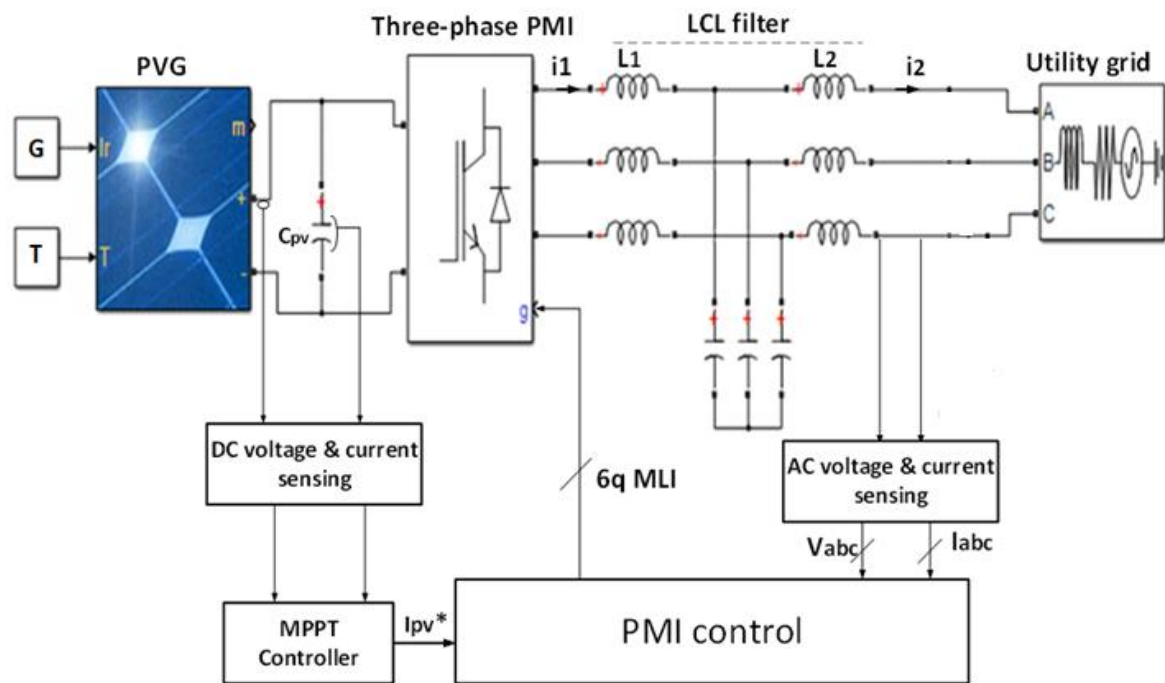 Three-phase PMI
LCL filter
PVG
i1
L1
L2
i2
Utility grid
G
Ir
m
+
T
T
-
Cpv
g
A
B
C
DC voltage & current
sensing
6q MLI
AC voltage & current
sensing
Vabc
Iabc
MPPT
Controller
Ipv*
PMI control